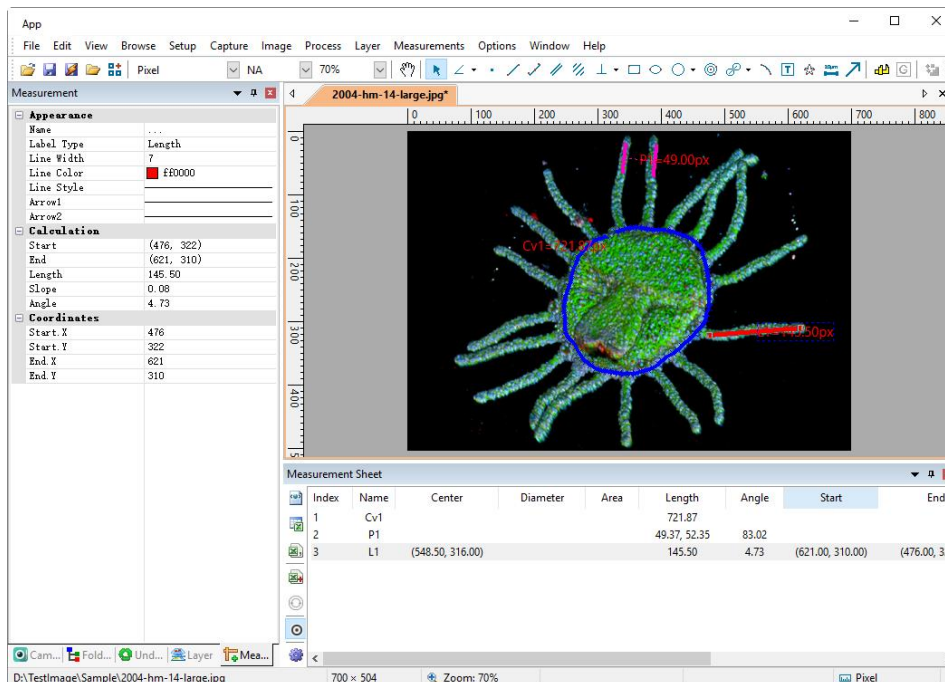 App
File Edit View Browse Setup Capture Image Process Layer Measurements Options Window Help
Pixel NA 70%
Measurement
2004-hm-14-large.jpg*
Appearance
Name ...
Label Type Length
Line Width 7
Line Color ff0000
Line Style
Arrow1
Arrow2
Calculation
Start (476, 322)
End (621, 310)
Length 145.50
Slope 0.08
Angle 4.73
Coordinates
Start.X 476
Start.Y 322
End.X 621
End.Y 310
0 100 200 300 400 500 600 700 800
0
100
200
300
400
P1=49.00px
Measurement Sheet
Index Name Center Diameter Area Length Angle Start End
1 Cv1 721.87
2 P1 49.37, 52.35 83.02
3 L1 (548.50, 316.00) 145.50 4.73 (621.00, 310.00) (476.00, 3
Cam... Fold... Und... Layer Mea...
D:\TestImage\Sample\2004-hm-14-large.jpg 700 × 504 Zoom: 70% Pixel